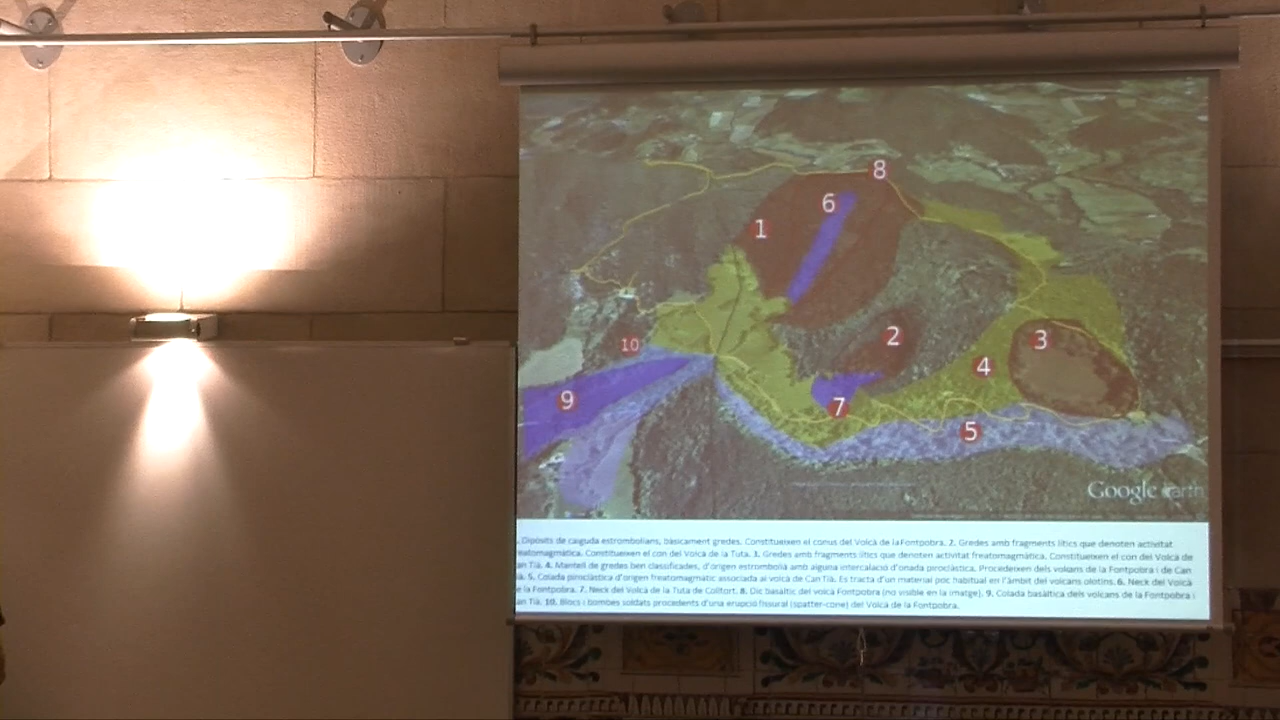 8
6
1
2
3
10
4
9
7
5
Google earth
. Dipòsits de caiguda estrombolians, bàsicament gredes. Constitueixen el conus del Volcà de la Fontpobra. 2. Gredes amb fragments lítics que denoten activitat
reatomagmàtica. Constitueixen el con del Volcà de la Tuta. 3. Gredes amb fragments lítics que denoten activitat freatomagmàtica. Constitueixen el con del Volcà de
an Tià. 4. Mantell de gredes ben classificades, d'origen estrombolià amb alguna intercalació d'onada piroclàstica. Procedeixen dels volcans de la Fontpobra i de Can
ià. 5. Colada piroclàstica d'origen freatomagmàtic associada al volcà de Can Tià. Es tracta d'un material poc habitual en l'àmbit del volcans olotins. 6. Neck del Volcà
e la Fontpobra. 7. Neck del Volcà de la Tuta de Colltort. 8. Dic basàltic del volcà Fontpobra (no visible en la imatge). 9. Colada basàltica dels volcans de la Fontpobra i
an Tià. 10. Blocs i bombes soldats procedents d'una erupció fissural (spatter-cone) del Volcà de la Fontpobra.